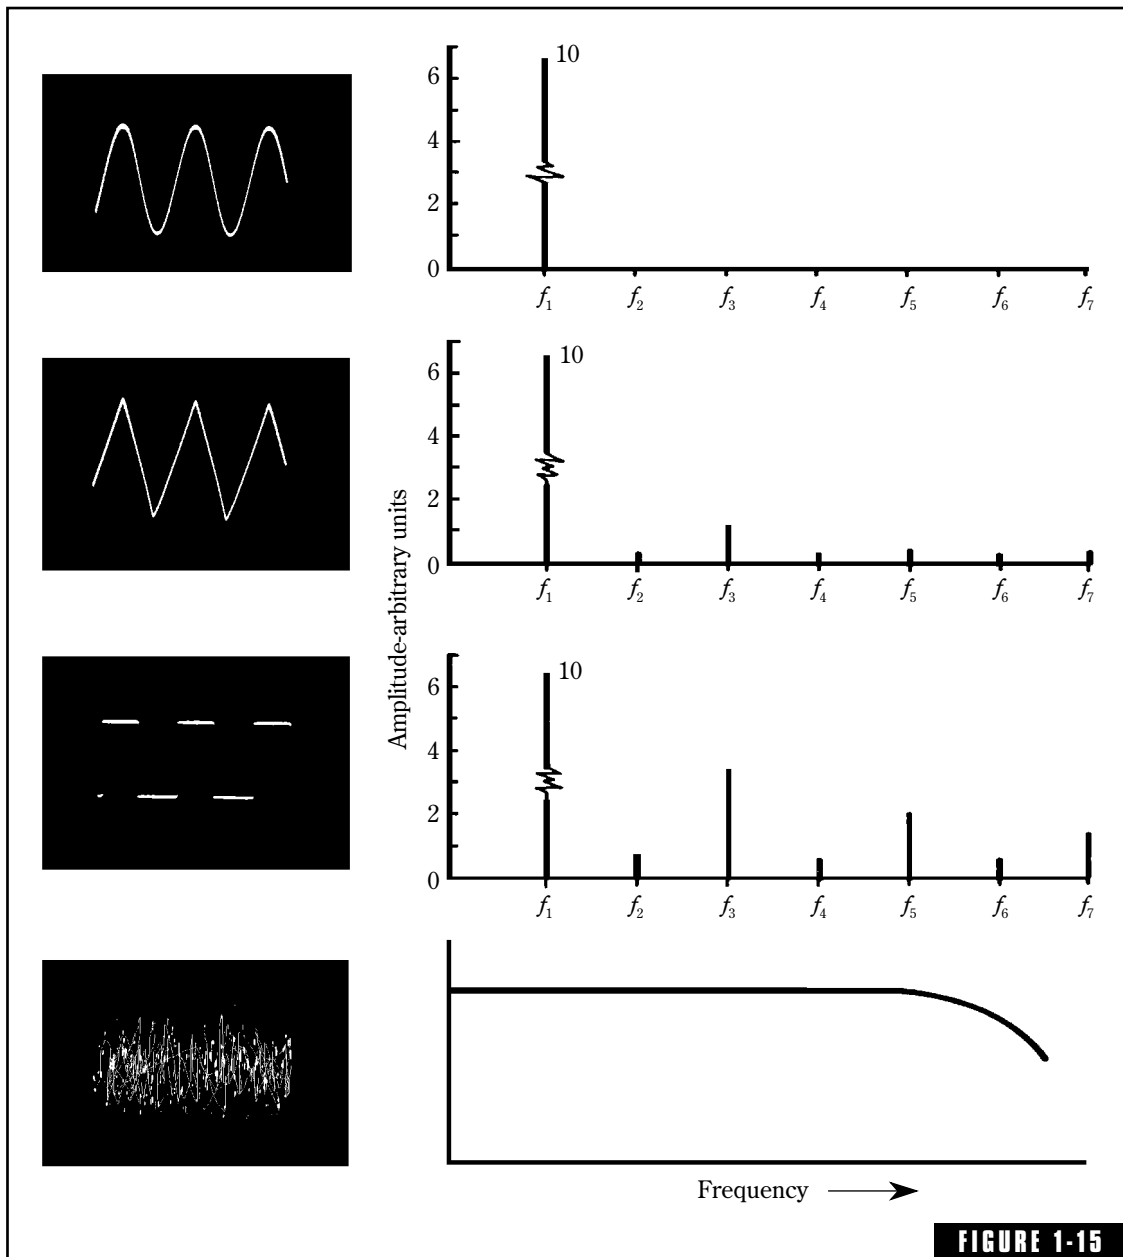 10
6
4
2
0
f₁ f₂ f₃ f₄ f₅ f₆ f₇
10
6
4
2
0
f₁ f₂ f₃ f₄ f₅ f₆ f₇
Amplitude-arbitrary units
10
6
4
2
0
f₁ f₂ f₃ f₄ f₅ f₆ f₇
Frequency
FIGURE 1-15